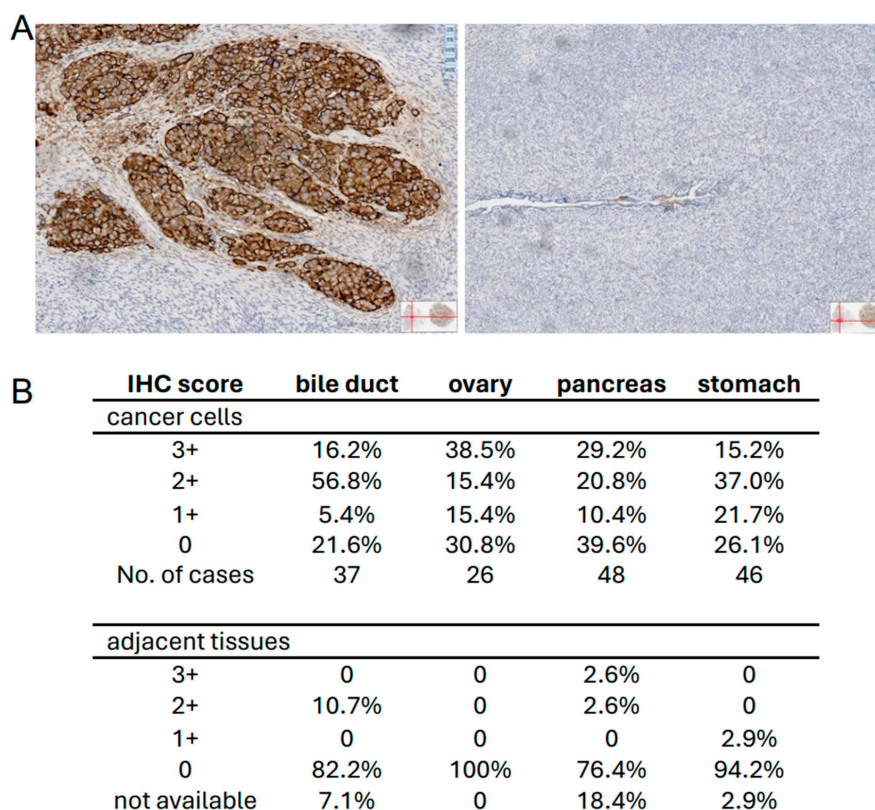 A
B
IHC score bile duct ovary pancreas stomach
cancer cells
3+ 16.2% 38.5% 29.2% 15.2%
2+ 56.8% 15.4% 20.8% 37.0%
1+ 5.4% 15.4% 10.4% 21.7%
0 21.6% 30.8% 39.6% 26.1%
No. of cases 37 26 48 46
adjacent tissues
3+ 0 0 2.6% 0
2+ 10.7% 0 2.6% 0
1+ 0 0 0 2.9%
0 82.2% 100% 76.4% 94.2%
not available 7.1% 0 18.4% 2.9%